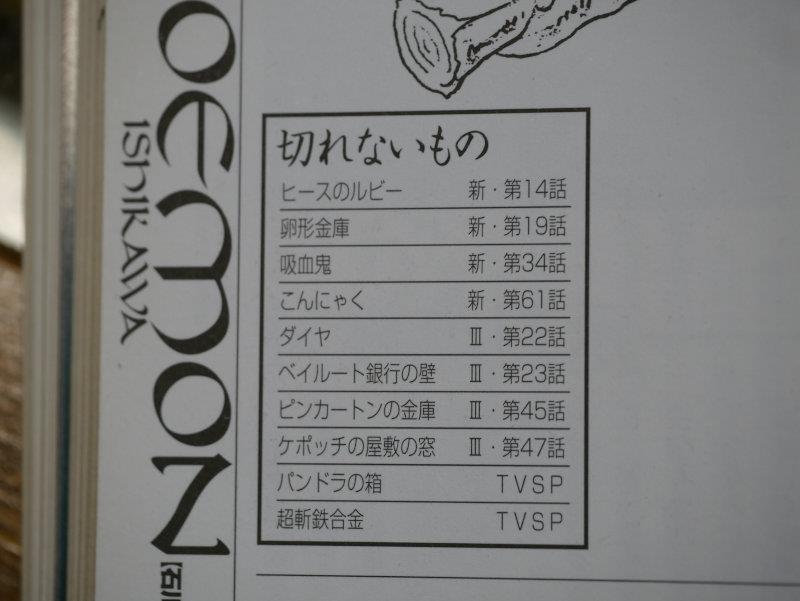 OEMON
ISHIKAWA
【石川
切れないもの
ヒースのルビー 新・第14話
卵形金庫 新・第19話
吸血鬼 新・第34話
こんにゃく 新・第61話
ダイヤ Ⅲ・第22話
ベイルート銀行の壁 Ⅲ・第23話
ピンカートンの金庫 Ⅲ・第45話
ケポッチの屋敷の窓 Ⅲ・第47話
パンドラの箱 TVSP
超斬鉄合金 TVSP